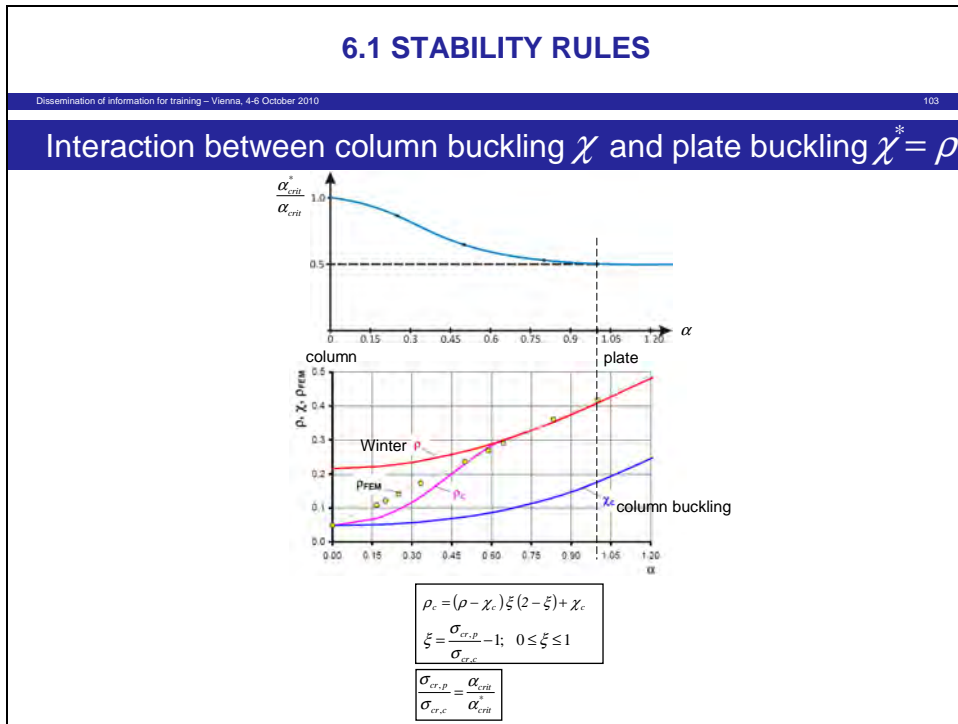 6.1 STABILITY RULES
Dissemination of information for training – Vienna, 4-6 October 2010 103
Interaction between column buckling χ and plate buckling χ* = ρ
α*crit / αcrit
1.0
0.5
0 0.15 0.3 0.45 0.6 0.75 0.9 1.05 1.20 α
column plate
ρ, χ, ρFEM
0.5
0.4
0.3
0.2
0.1
0.0
Winter ρ
ρFEM
ρc
χc column buckling
0.00 0.15 0.30 0.45 0.60 0.75 0.90 1.05 1.20
α
ρc = (ρ − χc) ξ (2 − ξ) + χc
ξ = σcr,p / σcr,c − 1; 0 ≤ ξ ≤ 1
σcr,p / σcr,c = αcrit / α*crit